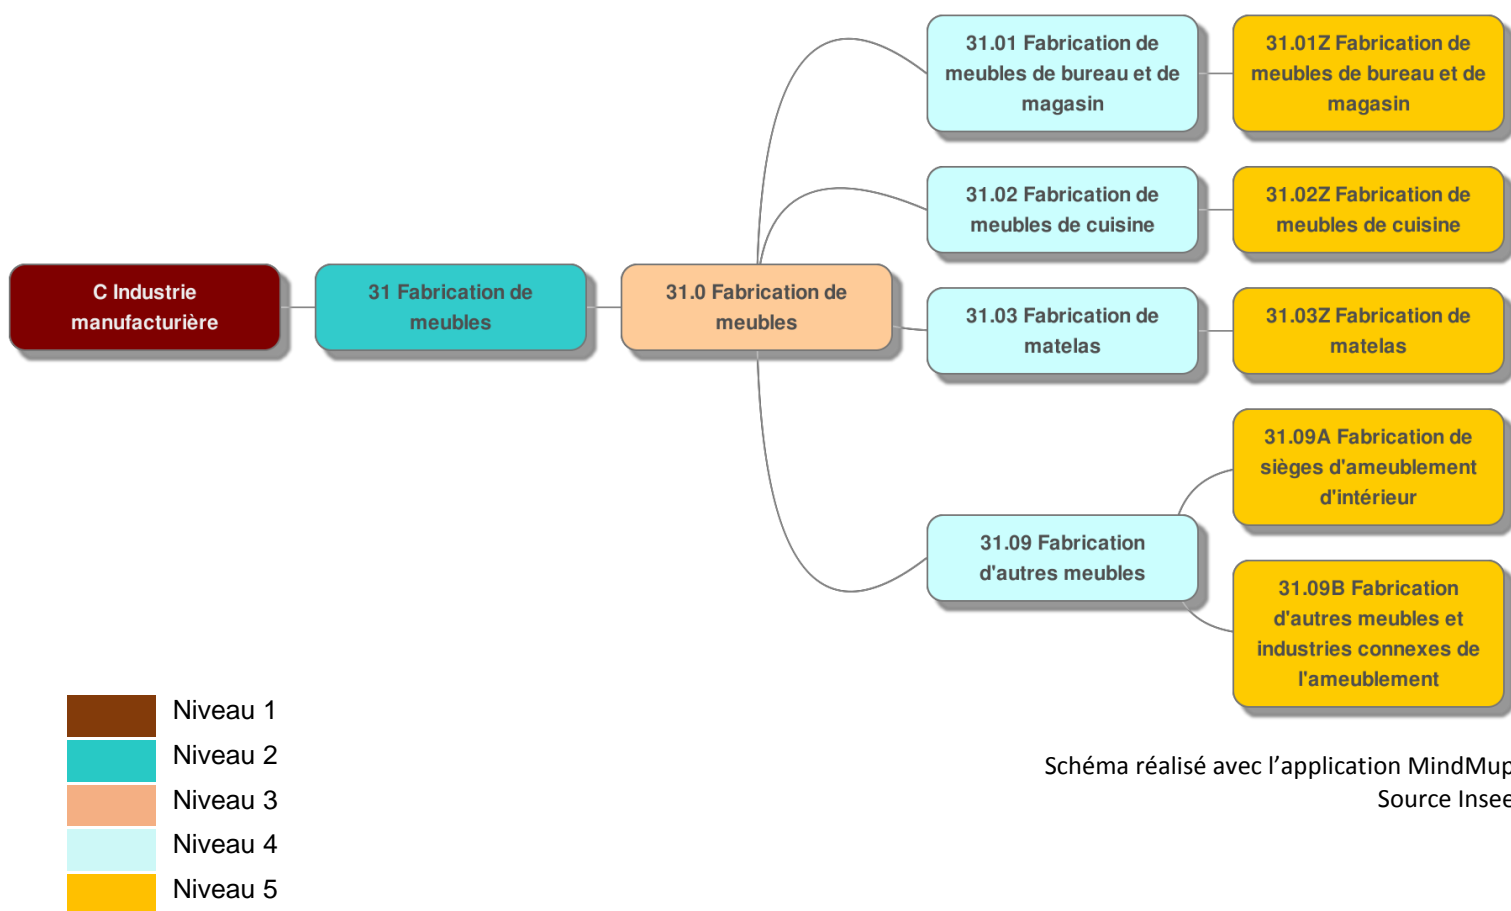 C Industrie
manufacturière
31 Fabrication de
meubles
31.0 Fabrication de
meubles
31.01 Fabrication de
meubles de bureau et de
magasin
31.01Z Fabrication de
meubles de bureau et de
magasin
31.02 Fabrication de
meubles de cuisine
31.02Z Fabrication de
meubles de cuisine
31.03 Fabrication de
matelas
31.03Z Fabrication de
matelas
31.09 Fabrication
d'autres meubles
31.09A Fabrication de
sièges d'ameublement
d'intérieur
31.09B Fabrication
d'autres meubles et
industries connexes de
l'ameublement
Niveau 1
Niveau 2
Niveau 3
Niveau 4
Niveau 5
Schéma réalisé avec l’application MindMup
Source Insee